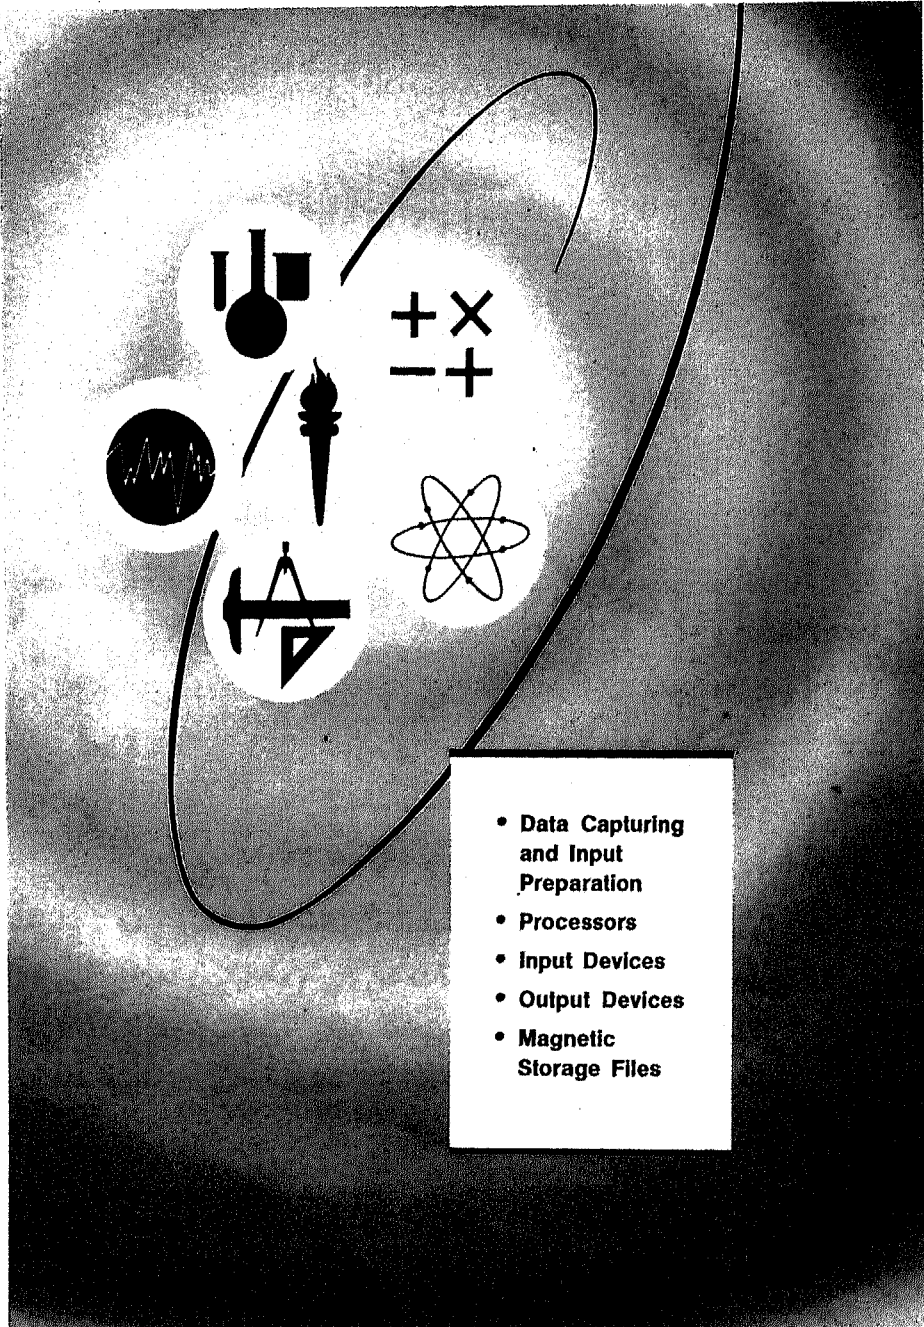 + ×
− +
• Data Capturing
and Input
Preparation
• Processors
• Input Devices
• Output Devices
• Magnetic
Storage Files